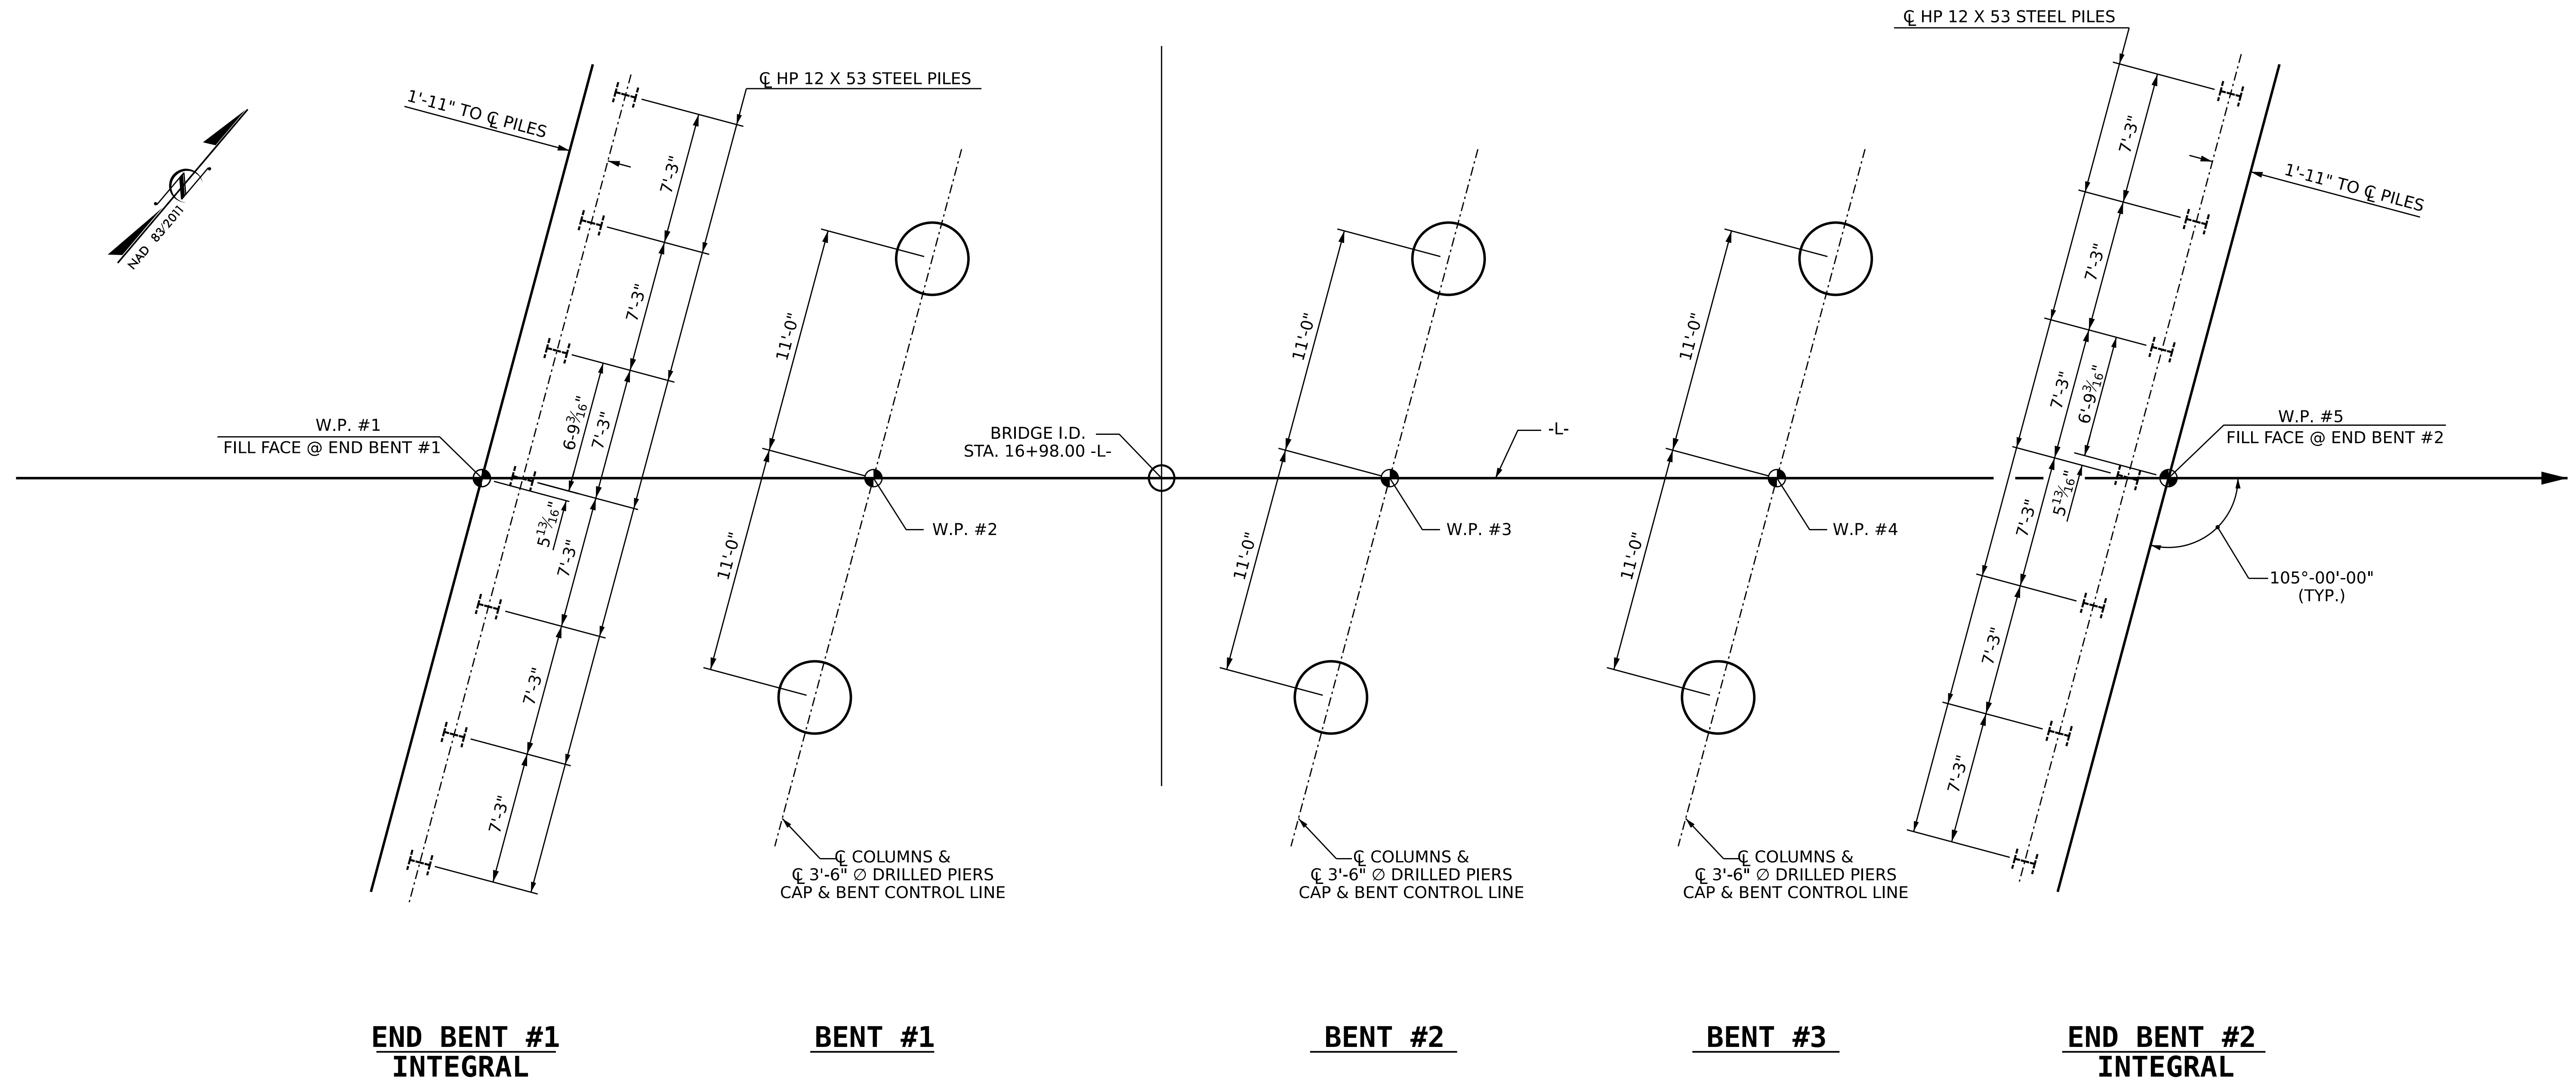 ℄ HP 12 X 53 STEEL PILES
℄ HP 12 X 53 STEEL PILES
1'-11" TO ℄ PILES
NAD 83/2011
7'-3"
7'-3"
6-9 3/16"
7'-3"
5 13/16"
7'-3"
7'-3"
7'-3"
W.P. #1
FILL FACE @ END BENT #1
11'-0"
11'-0"
W.P. #2
BRIDGE I.D.
STA. 16+98.00 -L-
11'-0"
11'-0"
W.P. #3
-L-
11'-0"
11'-0"
W.P. #4
7'-3"
7'-3"
7'-3"
6'-9 3/16"
7'-3"
5 13/16"
7'-3"
7'-3"
1'-11" TO ℄ PILES
W.P. #5
FILL FACE @ END BENT #2
105°-00'-00"
(TYP.)
℄ COLUMNS &
℄ 3'-6" ∅ DRILLED PIERS
CAP & BENT CONTROL LINE
℄ COLUMNS &
℄ 3'-6" ∅ DRILLED PIERS
CAP & BENT CONTROL LINE
℄ COLUMNS &
℄ 3'-6" ∅ DRILLED PIERS
CAP & BENT CONTROL LINE
END BENT #1
INTEGRAL
BENT #1
BENT #2
BENT #3
END BENT #2
INTEGRAL